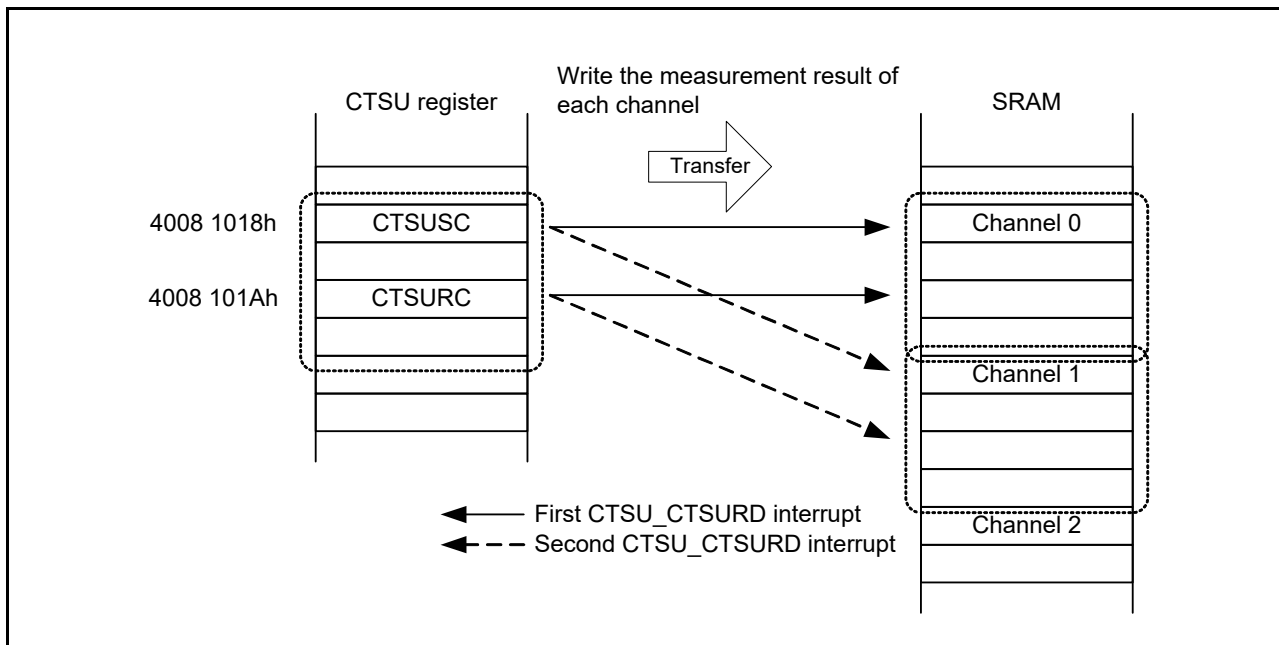 Write the measurement result of
each channel
CTSU register
SRAM
Transfer
4008 1018h
CTSUSC
Channel 0
4008 101Ah
CTSURC
Channel 1
First CTSU_CTSURD interrupt
Second CTSU_CTSURD interrupt
Channel 2